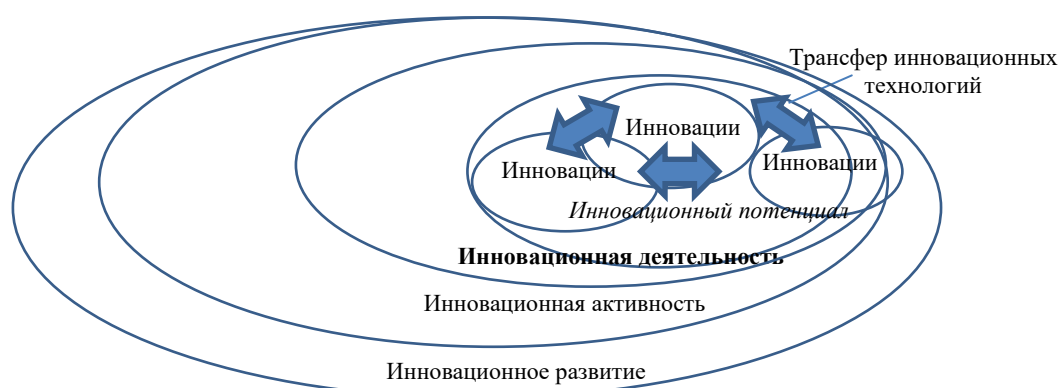 Трансфер инновационных
технологий
Инновации
Инновации
Инновации
Инновационный потенциал
Инновационная деятельность
Инновационная активность
Инновационное развитие